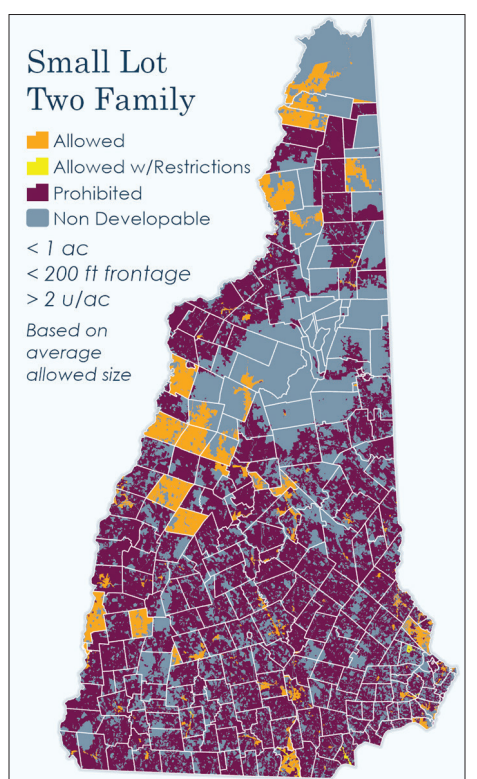 Small Lot
Two Family
Allowed
Allowed w/Restrictions
Prohibited
Non Developable
< 1 ac
< 200 ft frontage
> 2 u/ac
Based on
average
allowed size